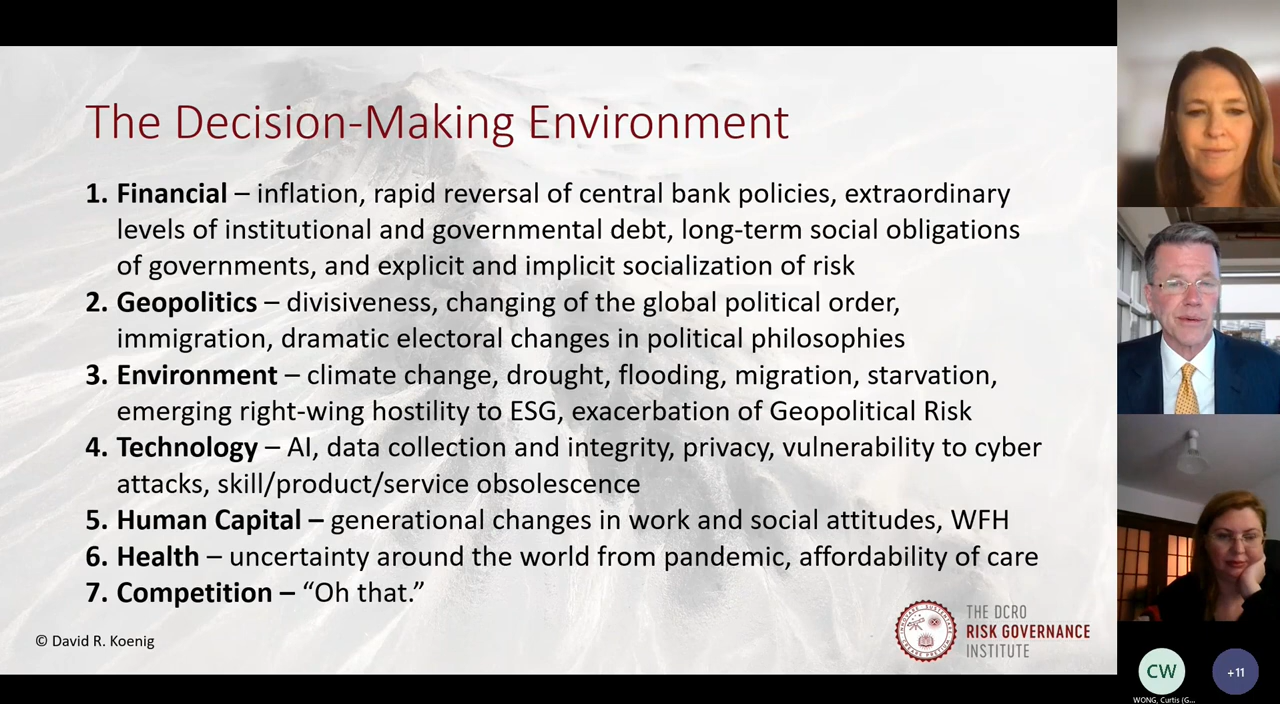 The Decision-Making Environment
1. Financial – inflation, rapid reversal of central bank policies, extraordinary
levels of institutional and governmental debt, long-term social obligations
of governments, and explicit and implicit socialization of risk
2. Geopolitics – divisiveness, changing of the global political order,
immigration, dramatic electoral changes in political philosophies
3. Environment – climate change, drought, flooding, migration, starvation,
emerging right-wing hostility to ESG, exacerbation of Geopolitical Risk
4. Technology – AI, data collection and integrity, privacy, vulnerability to cyber
attacks, skill/product/service obsolescence
5. Human Capital – generational changes in work and social attitudes, WFH
6. Health – uncertainty around the world from pandemic, affordability of care
7. Competition – “Oh that.”
© David R. Koenig
THE DCRO
RISK GOVERNANCE
INSTITUTE
CW
WONG, Curtis (G...
+11